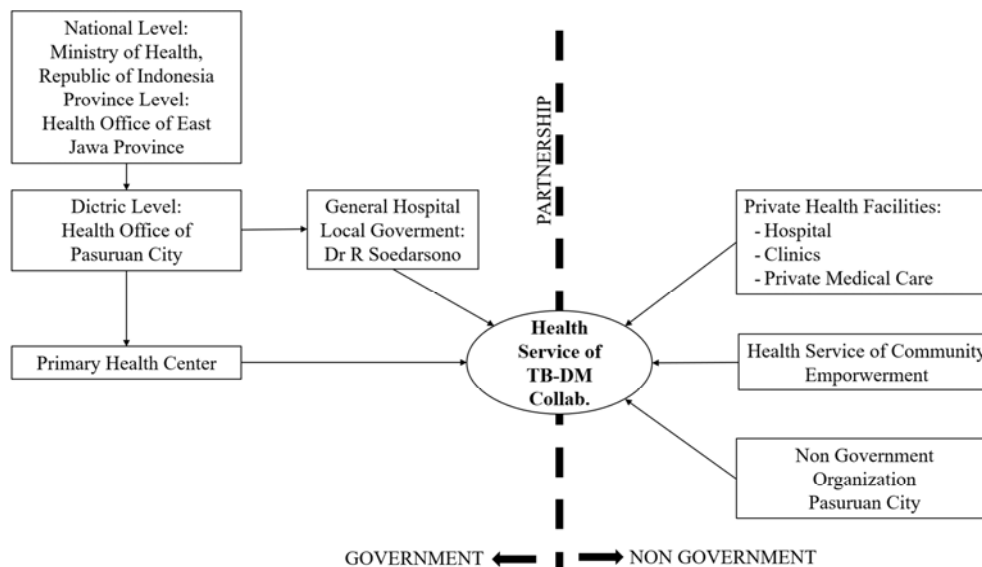 National Level:
Ministry of Health,
Republic of Indonesia
Province Level:
Health Office of East
Jawa Province
Dictric Level:
Health Office of
Pasuruan City
General Hospital
Local Goverment:
Dr R Soedarsono
Primary Health Center
PARTNERSHIP
Health
Service of
TB-DM
Collab.
Private Health Facilities:
- Hospital
- Clinics
- Private Medical Care
Health Service of Community
Emporwerment
Non Government
Organization
Pasuruan City
GOVERNMENT
NON GOVERNMENT